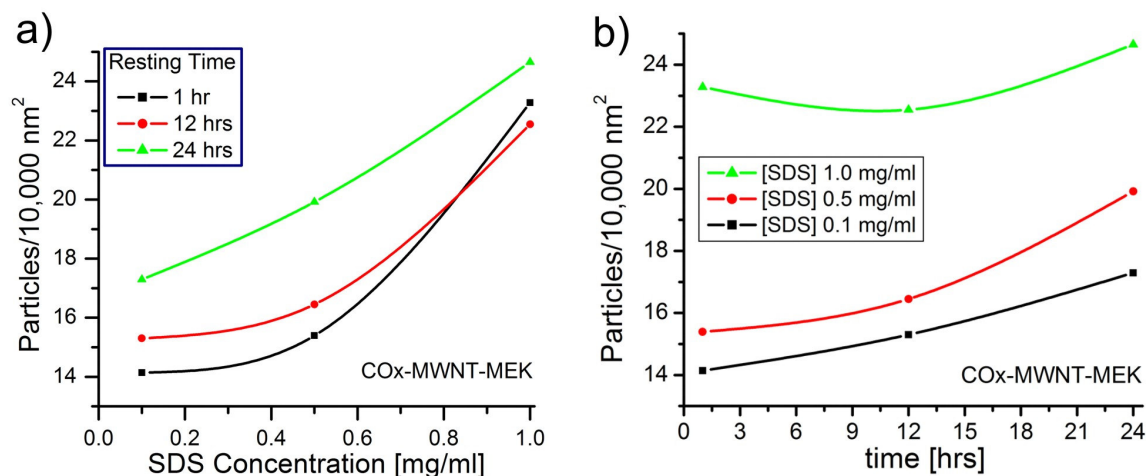 a)
Resting Time
1 hr
12 hrs
24 hrs
Particles/10,000 nm²
24
22
20
18
16
14
0.0 0.2 0.4 0.6 0.8 1.0
SDS Concentration [mg/ml]
COx-MWNT-MEK
b)
[SDS] 1.0 mg/ml
[SDS] 0.5 mg/ml
[SDS] 0.1 mg/ml
Particles/10,000 nm²
24
22
20
18
16
14
0 3 6 9 12 15 18 21 24
time [hrs]
COx-MWNT-MEK